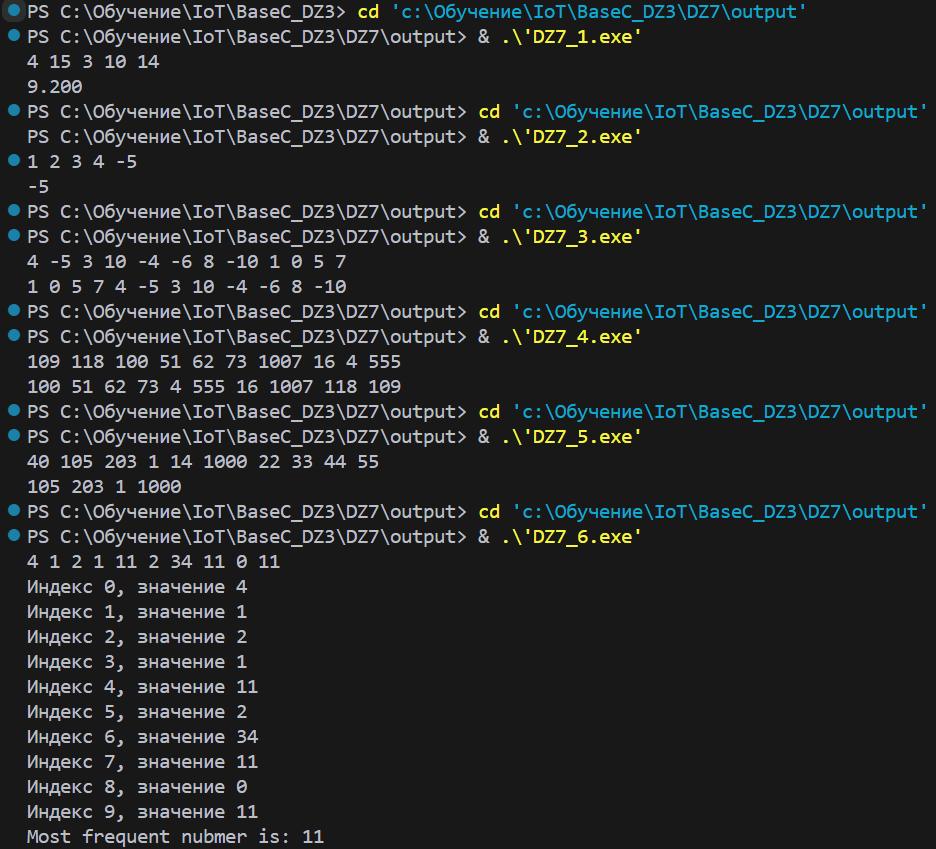 PS C:\Обучение\IoT\BaseC_DZ3> cd 'c:\Обучение\IoT\BaseC_DZ3\DZ7\output'
PS C:\Обучение\IoT\BaseC_DZ3\DZ7\output> & .\'DZ7_1.exe'
4 15 3 10 14
9.200
PS C:\Обучение\IoT\BaseC_DZ3\DZ7\output> cd 'c:\Обучение\IoT\BaseC_DZ3\DZ7\output'
PS C:\Обучение\IoT\BaseC_DZ3\DZ7\output> & .\'DZ7_2.exe'
1 2 3 4 -5
-5
PS C:\Обучение\IoT\BaseC_DZ3\DZ7\output> cd 'c:\Обучение\IoT\BaseC_DZ3\DZ7\output'
PS C:\Обучение\IoT\BaseC_DZ3\DZ7\output> & .\'DZ7_3.exe'
4 -5 3 10 -4 -6 8 -10 1 0 5 7
1 0 5 7 4 -5 3 10 -4 -6 8 -10
PS C:\Обучение\IoT\BaseC_DZ3\DZ7\output> cd 'c:\Обучение\IoT\BaseC_DZ3\DZ7\output'
PS C:\Обучение\IoT\BaseC_DZ3\DZ7\output> & .\'DZ7_4.exe'
109 118 100 51 62 73 1007 16 4 555
100 51 62 73 4 555 16 1007 118 109
PS C:\Обучение\IoT\BaseC_DZ3\DZ7\output> cd 'c:\Обучение\IoT\BaseC_DZ3\DZ7\output'
PS C:\Обучение\IoT\BaseC_DZ3\DZ7\output> & .\'DZ7_5.exe'
40 105 203 1 14 1000 22 33 44 55
105 203 1 1000
PS C:\Обучение\IoT\BaseC_DZ3\DZ7\output> cd 'c:\Обучение\IoT\BaseC_DZ3\DZ7\output'
PS C:\Обучение\IoT\BaseC_DZ3\DZ7\output> & .\'DZ7_6.exe'
4 1 2 1 11 2 34 11 0 11
Индекс 0, значение 4
Индекс 1, значение 1
Индекс 2, значение 2
Индекс 3, значение 1
Индекс 4, значение 11
Индекс 5, значение 2
Индекс 6, значение 34
Индекс 7, значение 11
Индекс 8, значение 0
Индекс 9, значение 11
Most frequent nubmer is: 11